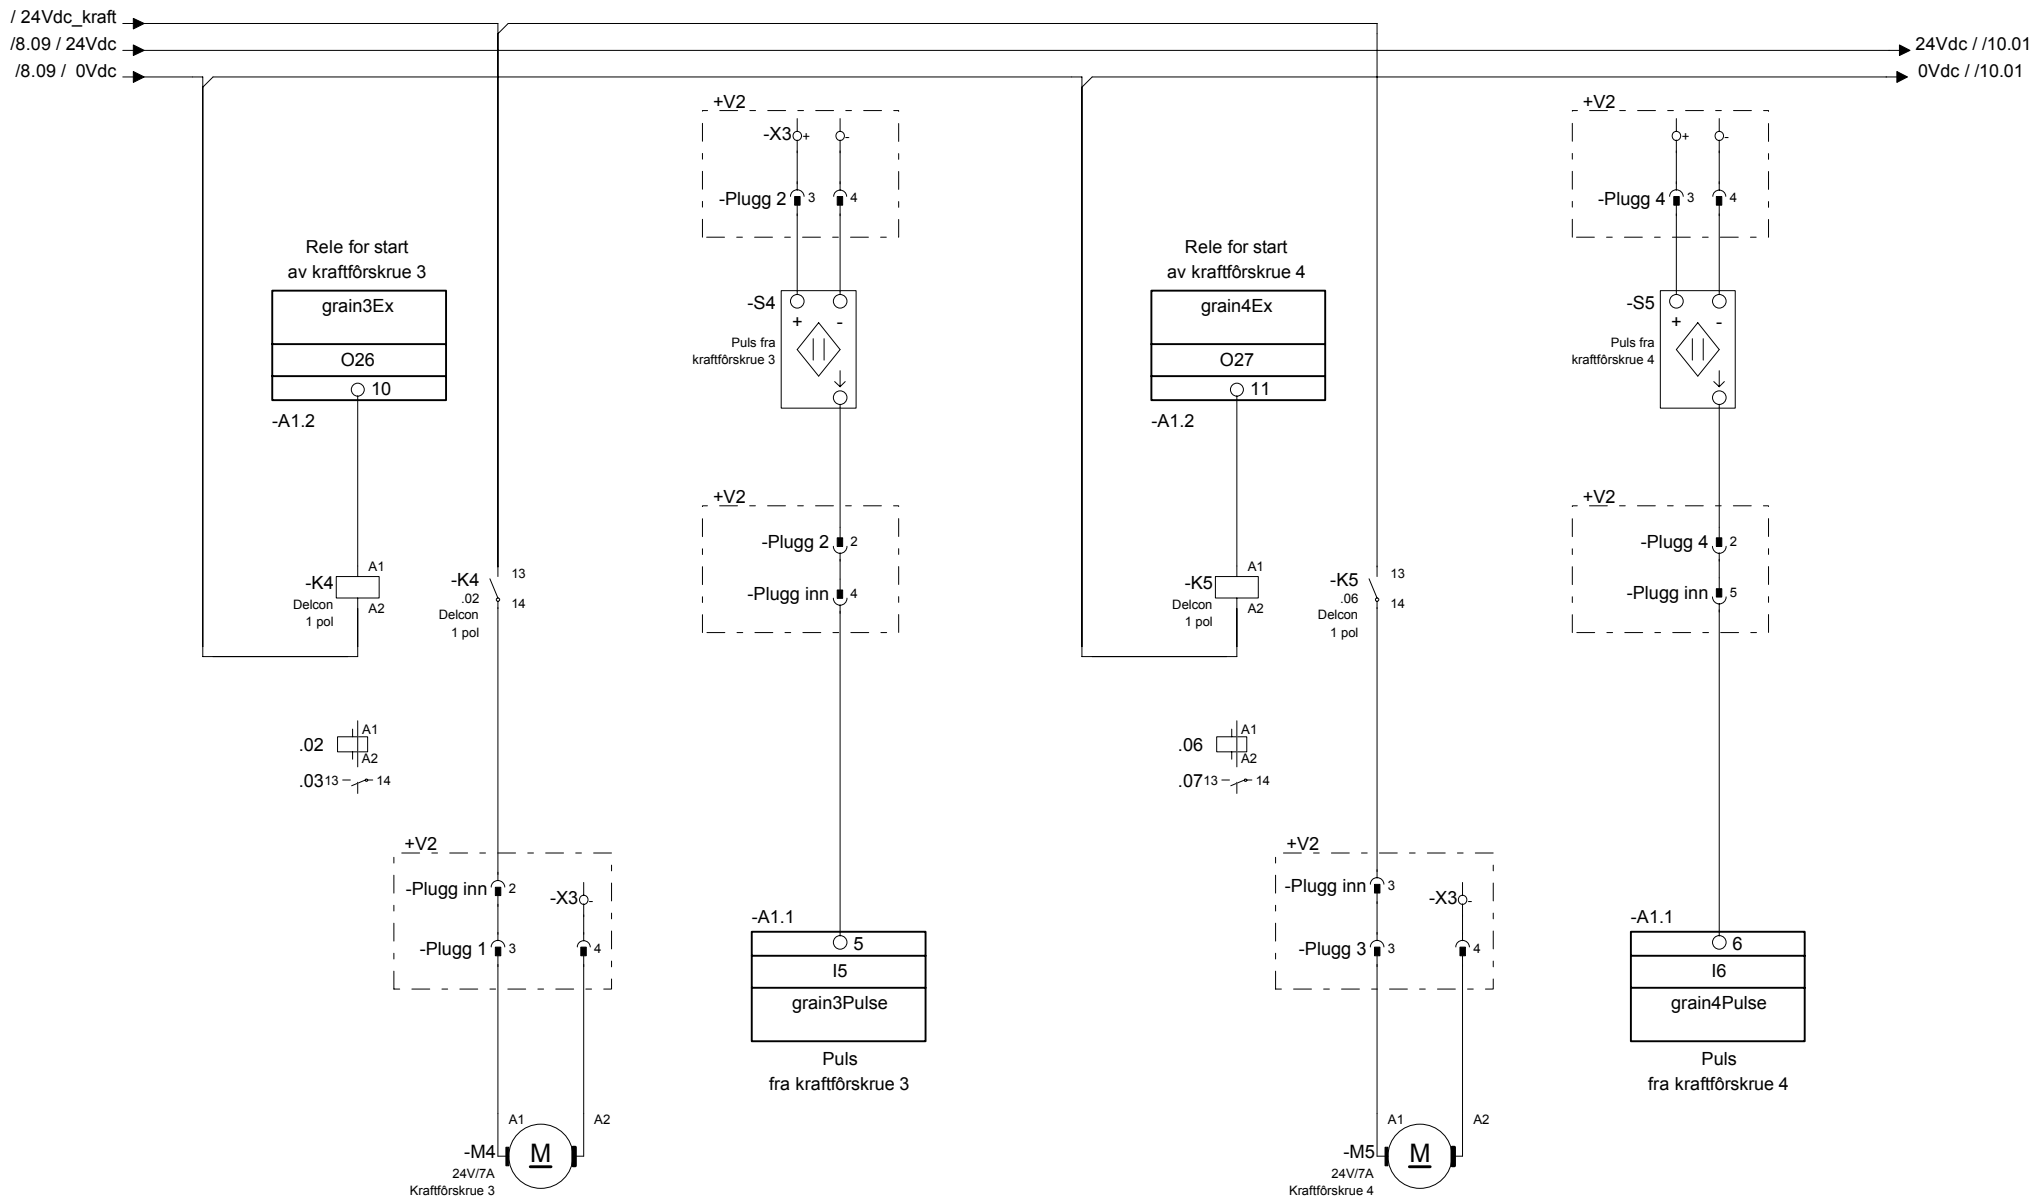 / 24Vdc_kraft
/8.09 / 24Vdc
24Vdc / /10.01
/8.09 / 0Vdc
0Vdc / /10.01
+V2
-X3 + -
-Plugg 2 3 4
Rele for start
av kraftfôrskrue 3
grain3Ex
O26
10
-A1.2
-S4
+ -
Puls fra
kraftfôrskrue 3
+V2
-Plugg 2 2
-Plugg inn 4
-K4
Delcon
1 pol
A1
A2
-K4
.02
Delcon
1 pol
13
14
.02
A1
A2
.03 13 14
+V2
-Plugg inn 2
-X3 -
-Plugg 1 3 4
-A1.1
5
I5
grain3Pulse
Puls
fra kraftfôrskrue 3
A1
A2
-M4
M
24V/7A
Kraftfôrskrue 3
+V2
+ -
-Plugg 4 3 4
Rele for start
av kraftfôrskrue 4
grain4Ex
O27
11
-A1.2
-S5
+ -
Puls fra
kraftfôrskrue 4
+V2
-Plugg 4 2
-Plugg inn 5
-K5
Delcon
1 pol
A1
A2
-K5
.06
Delcon
1 pol
13
14
.06
A1
A2
.07 13 14
+V2
-Plugg inn 3
-X3 -
-Plugg 3 3 4
-A1.1
6
I6
grain4Pulse
Puls
fra kraftfôrskrue 4
A1
A2
-M5
M
24V/7A
Kraftfôrskrue 4